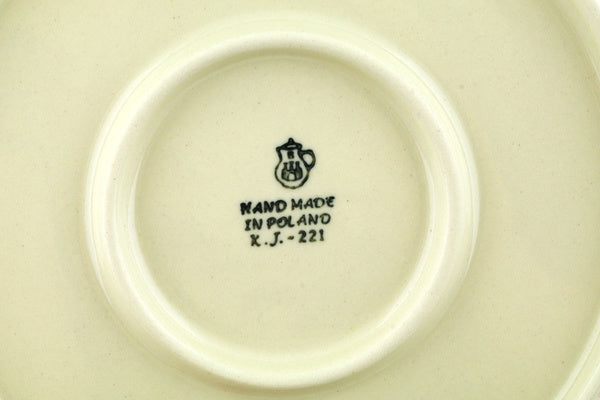 HAND MADE
IN POLAND
K.J.-221